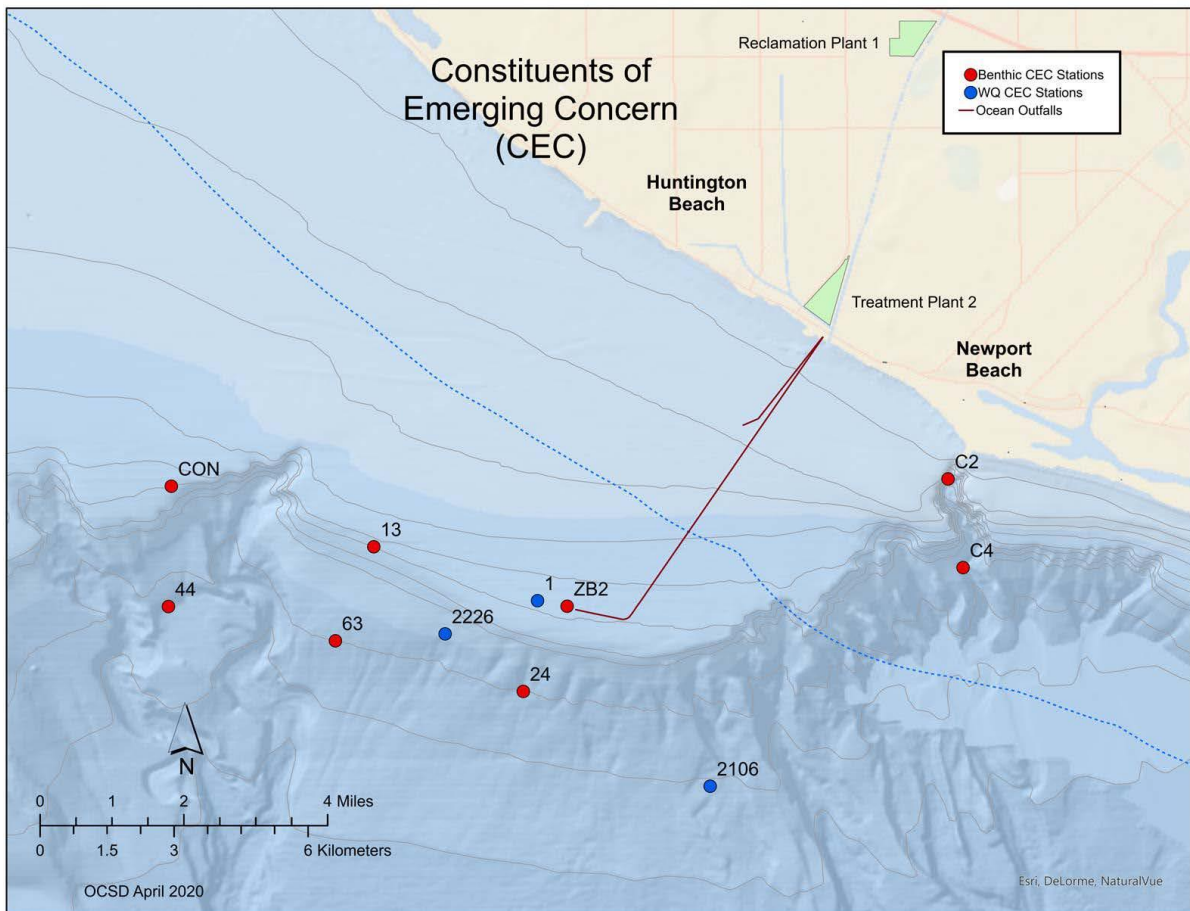 Constituents of
Emerging Concern
(CEC)
Reclamation Plant 1
Benthic CEC Stations
WQ CEC Stations
Ocean Outfalls
Huntington
Beach
Treatment Plant 2
Newport
Beach
CON
C2
13
C4
44
1
ZB2
63
2226
24
2106
N
0 1 2 4 Miles
0 1.5 3 6 Kilometers
OCSD April 2020
Esri, DeLorme, NaturalVue